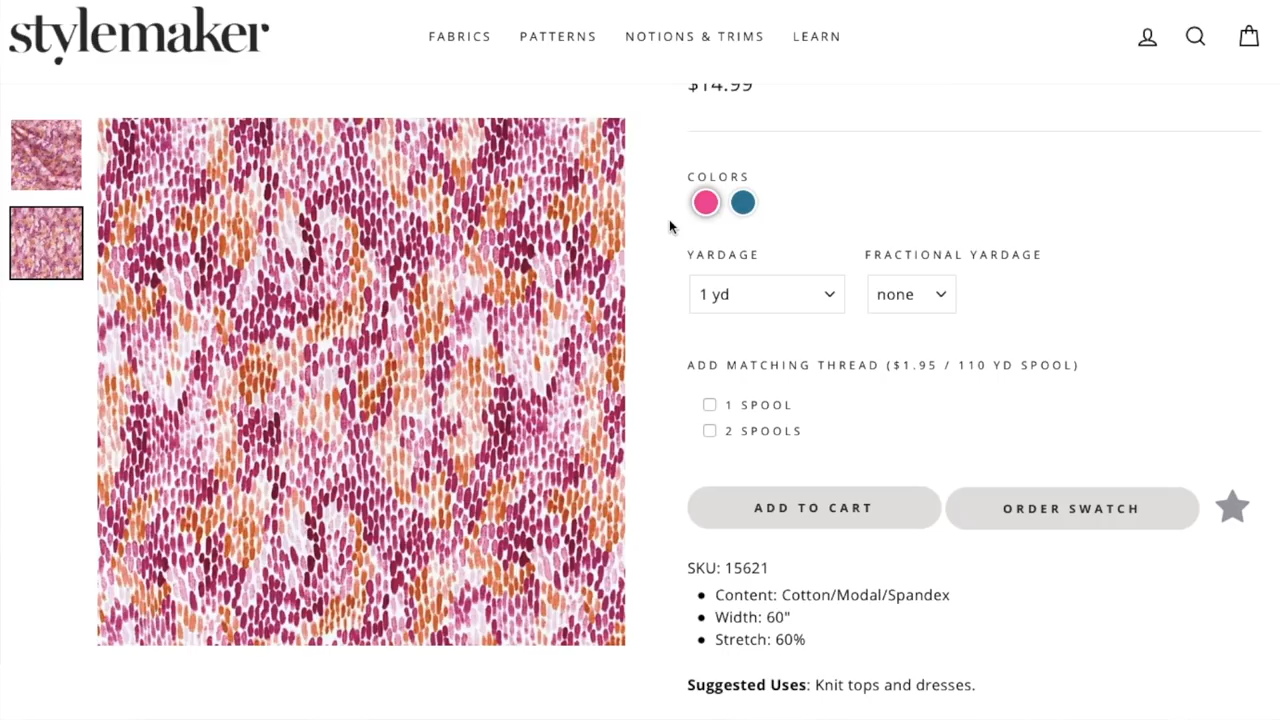 stylemaker
FABRICS PATTERNS NOTIONS & TRIMS LEARN
$14.99
COLORS
YARDAGE FRACTIONAL YARDAGE
1 yd none
ADD MATCHING THREAD ($1.95 / 110 YD SPOOL)
1 SPOOL
2 SPOOLS
ADD TO CART ORDER SWATCH
SKU: 15621
Content: Cotton/Modal/Spandex
Width: 60"
Stretch: 60%
Suggested Uses: Knit tops and dresses.